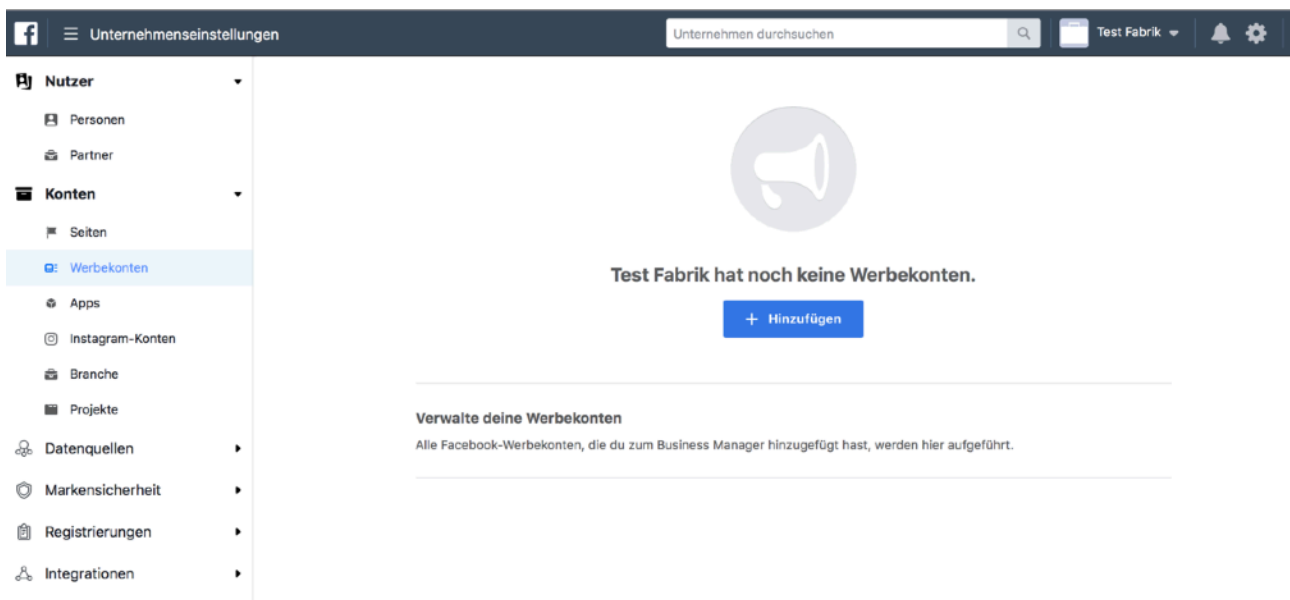 Unternehmenseinstellungen
Unternehmen durchsuchen
Test Fabrik
Nutzer
Personen
Partner
Konten
Seiten
Werbekonten
Apps
Instagram-Konten
Branche
Projekte
Datenquellen
Markensicherheit
Registrierungen
Integrationen
Test Fabrik hat noch keine Werbekonten.
+ Hinzufügen
Verwalte deine Werbekonten
Alle Facebook-Werbekonten, die du zum Business Manager hinzugefügt hast, werden hier aufgeführt.